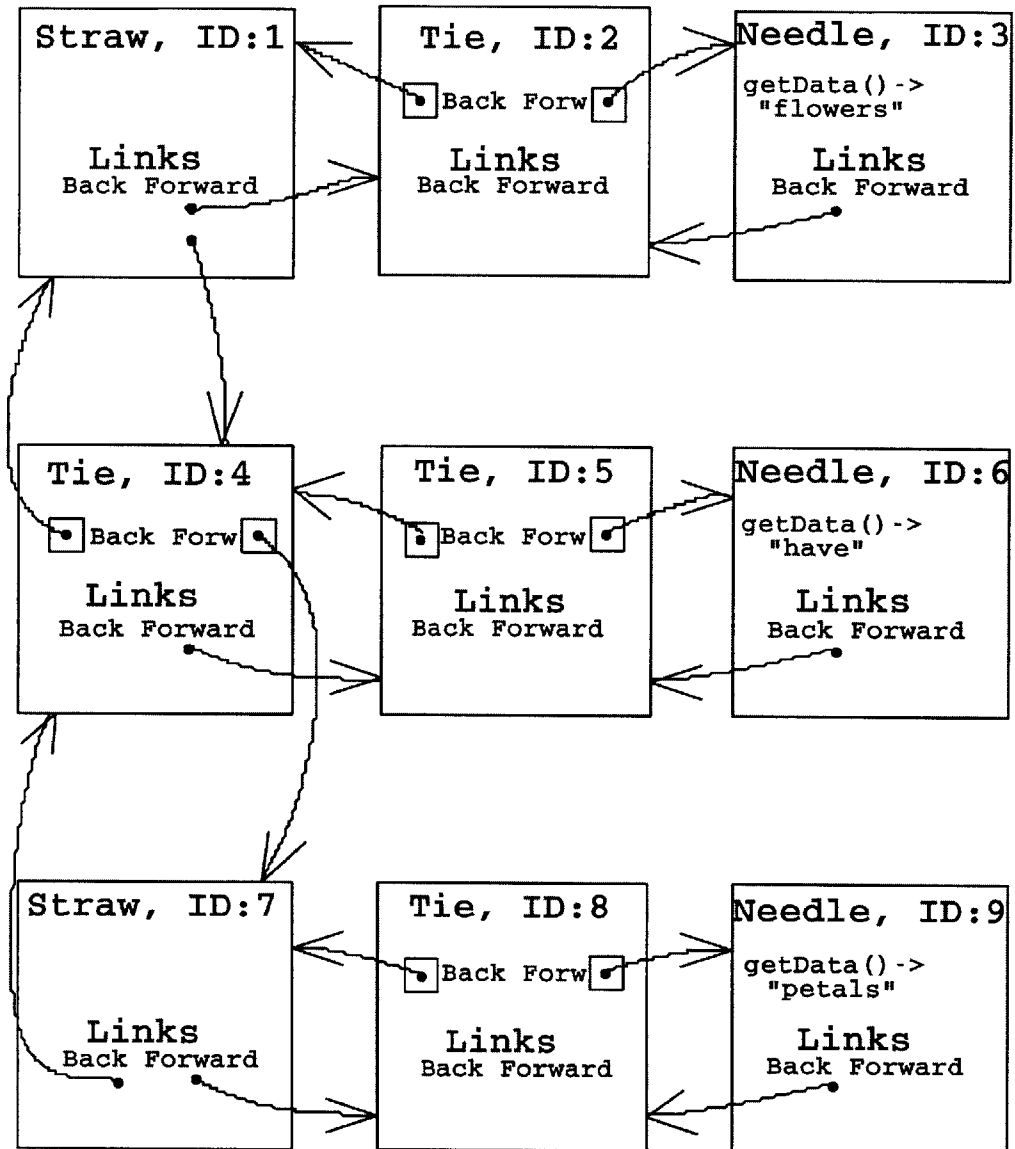 Straw, ID:1
Links
Back Forward
Tie, ID:2
Back Forw
Links
Back Forward
Needle, ID:3
getData()->
"flowers"
Links
Back Forward
Tie, ID:4
Back Forw
Links
Back Forward
Tie, ID:5
Back Forw
Links
Back Forward
Needle, ID:6
getData()->
"have"
Links
Back Forward
Straw, ID:7
Links
Back Forward
Tie, ID:8
Back Forw
Links
Back Forward
Needle, ID:9
getData()->
"petals"
Links
Back Forward